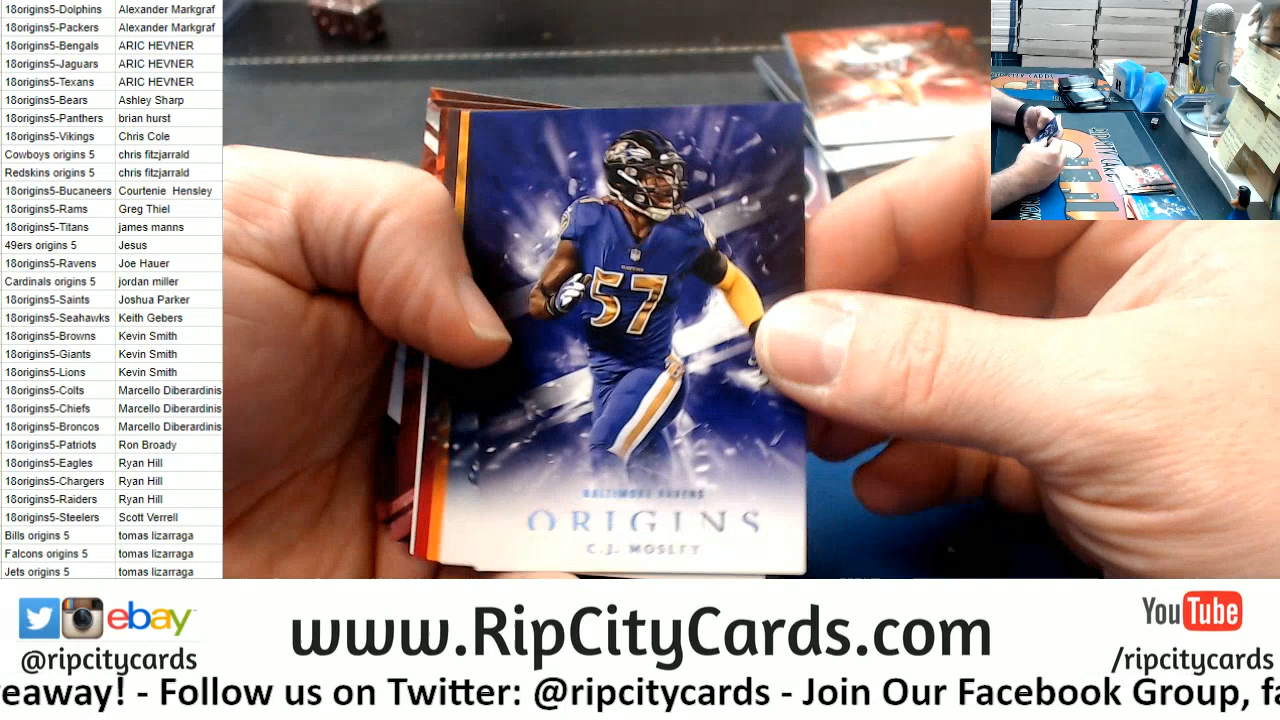 18origins5-Dolphins Alexander Markgraf
18origins5-Packers Alexander Markgraf
18origins5-Bengals ARIC HEVNER
18origins5-Jaguars ARIC HEVNER
18origins5-Texans ARIC HEVNER
18origins5-Bears Ashley Sharp
18origins5-Panthers brian hurst
18origins5-Vikings Chris Cole
Cowboys origins 5 chris fitzjarrald
Redskins origins 5 chris fitzjarrald
18origins5-Bucaneers Courtenie Hensley
18origins5-Rams Greg Thiel
18origins5-Titans james manns
49ers origins 5 Jesus
18origins5-Ravens Joe Hauer
Cardinals origins 5 jordan miller
18origins5-Saints Joshua Parker
18origins5-Seahawks Keith Gebers
18origins5-Browns Kevin Smith
18origins5-Giants Kevin Smith
18origins5-Lions Kevin Smith
18origins5-Colts Marcello Diberardinis
18origins5-Chiefs Marcello Diberardinis
18origins5-Broncos Marcello Diberardinis
18origins5-Patriots Ron Broady
18origins5-Eagles Ryan Hill
18origins5-Chargers Ryan Hill
18origins5-Raiders Ryan Hill
18origins5-Steelers Scott Verrell
Bills origins 5 tomas lizarraga
Falcons origins 5 tomas lizarraga
Jets origins 5 tomas lizarraga
57
BALTIMORE RAVENS
ORIGINS
C.J. MOSLEY
ebay
@ripcitycards
www.RipCityCards.com
YouTube
/ripcitycards
eaway! - Follow us on Twitter: @ripcitycards - Join Our Facebook Group, fa